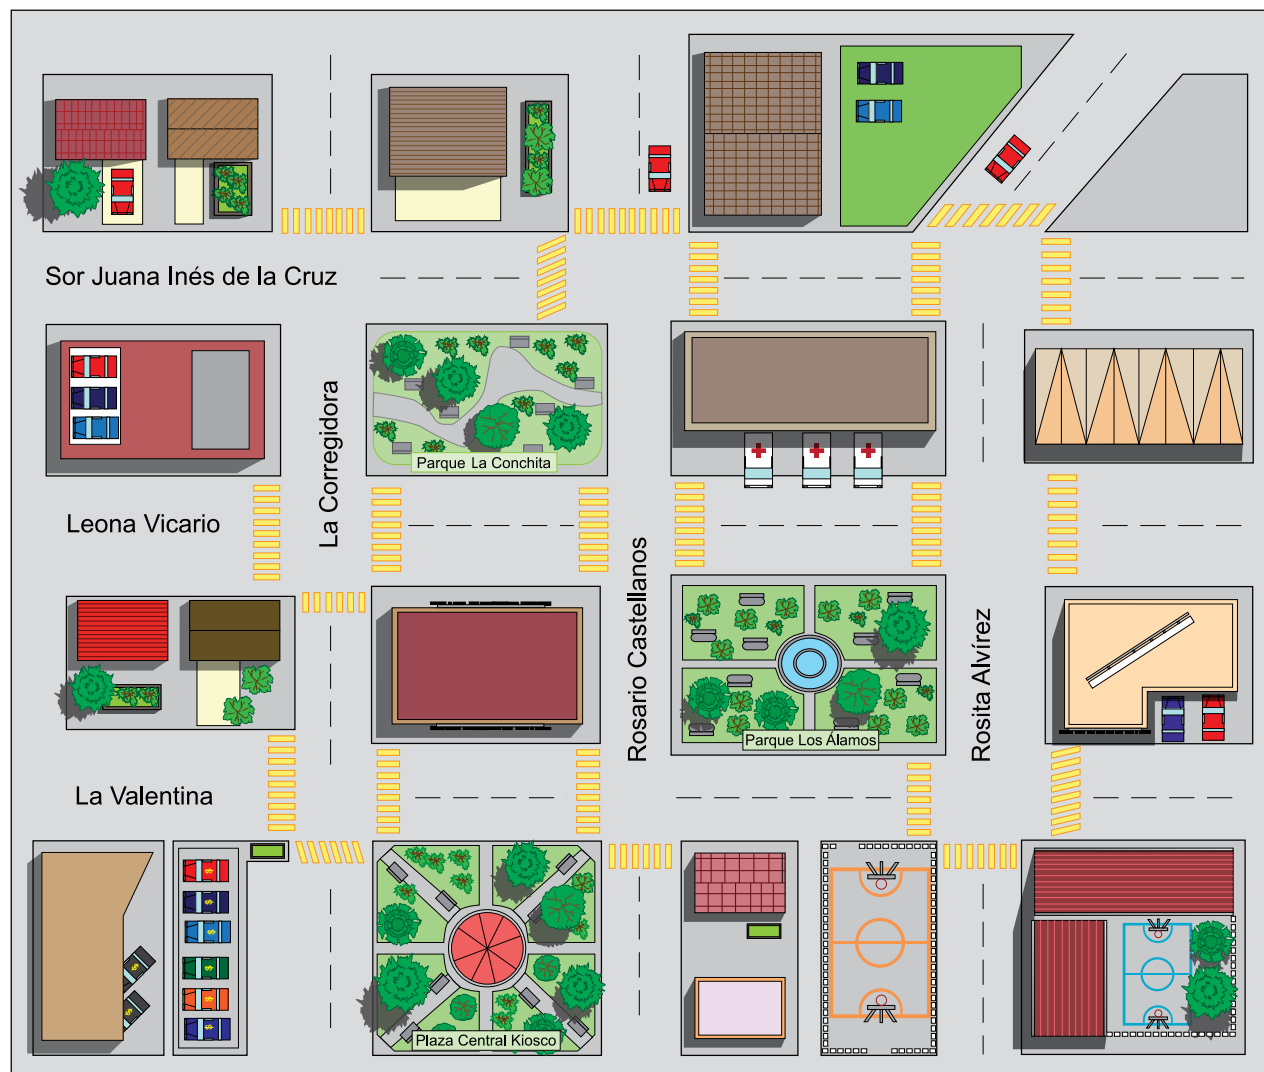 Sor Juana Inés de la Cruz
La Corregidora
Parque La Conchita
Leona Vicario
Rosario Castellanos
Rosita Alvírez
Parque Los Álamos
La Valentina
$
$
$
$
$
$
$
$
Plaza Central Kiosco